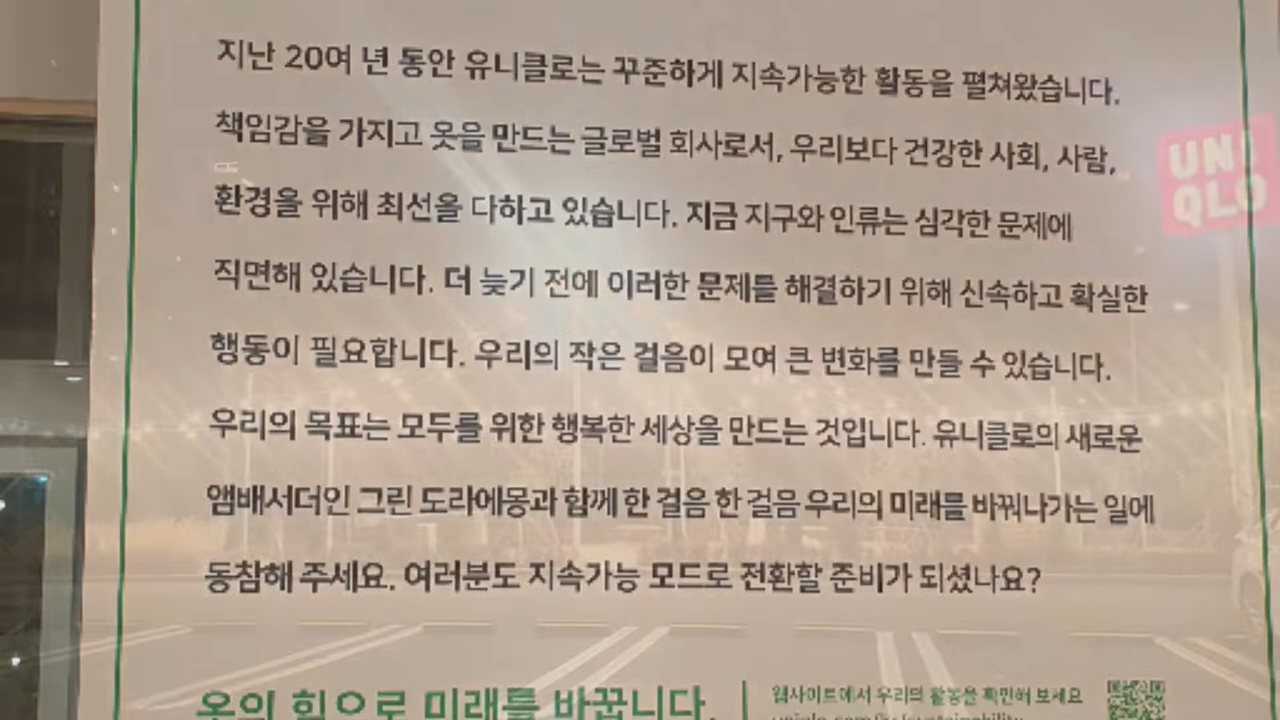 지난 20여 년 동안 유니클로는 꾸준하게 지속가능한 활동을 펼쳐왔습니다.
책임감을 가지고 옷을 만드는 글로벌 회사로서, 우리보다 건강한 사회, 사람,
환경을 위해 최선을 다하고 있습니다. 지금 지구와 인류는 심각한 문제에
직면해 있습니다. 더 늦기 전에 이러한 문제를 해결하기 위해 신속하고 확실한
행동이 필요합니다. 우리의 작은 걸음이 모여 큰 변화를 만들 수 있습니다.
우리의 목표는 모두를 위한 행복한 세상을 만드는 것입니다. 유니클로의 새로운
앰배서더인 그린 도라에몽과 함께 한 걸음 한 걸음 우리의 미래를 바꿔나가는 일에
동참해 주세요. 여러분도 지속가능 모드로 전환할 준비가 되셨나요?
옷의 힘으로 미래를 바꿉니다.
웹사이트에서 우리의 활동을 확인해 보세요
UNI
QLO